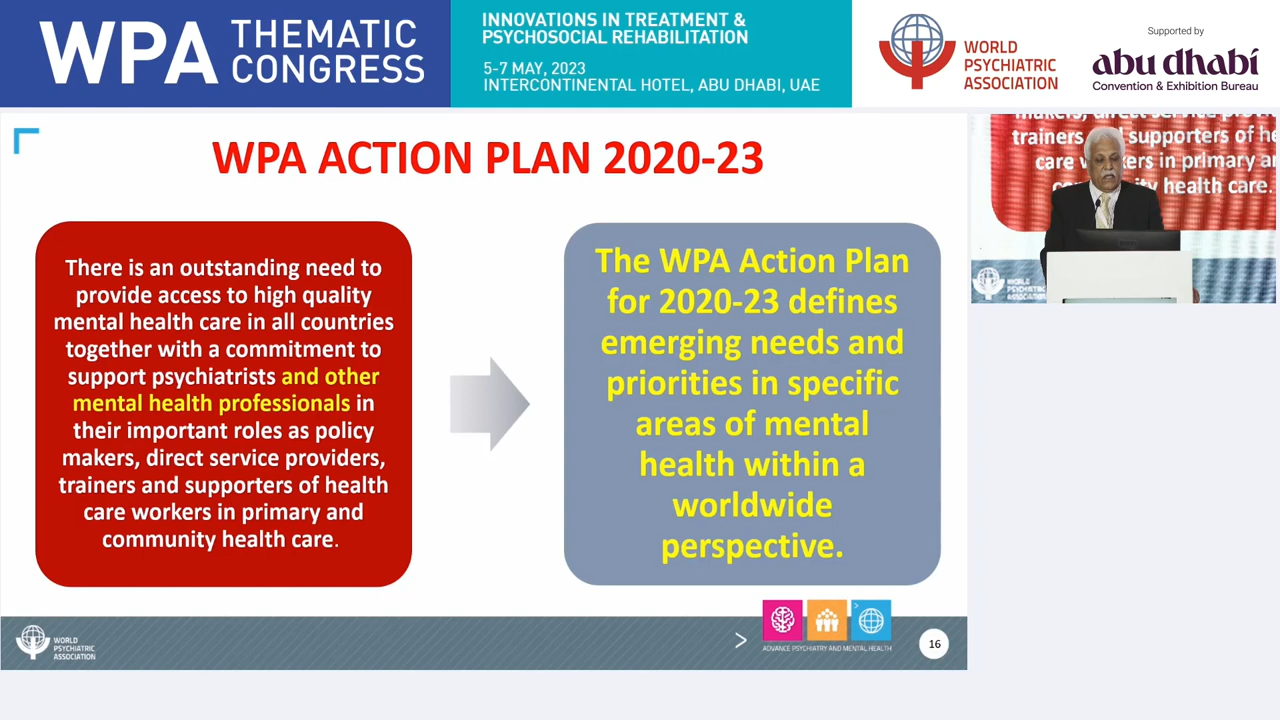 WPA THEMATIC
CONGRESS
INNOVATIONS IN TREATMENT &
PSYCHOSOCIAL REHABILITATION
5-7 MAY, 2023
INTERCONTINENTAL HOTEL, ABU DHABI, UAE
WORLD
PSYCHIATRIC
ASSOCIATION
Supported by
abu dhabi
Convention & Exhibition Bureau
WPA ACTION PLAN 2020-23
There is an outstanding need to
provide access to high quality
mental health care in all countries
together with a commitment to
support psychiatrists and other
mental health professionals in
their important roles as policy
makers, direct service providers,
trainers and supporters of health
care workers in primary and
community health care.
The WPA Action Plan
for 2020-23 defines
emerging needs and
priorities in specific
areas of mental
health within a
worldwide
perspective.
trainers supporters of
care in primary
health care.
WORLD
PSYCHIATRIC
ASSOCIATION
ADVANCE PSYCHIATRY AND MENTAL HEALTH
16